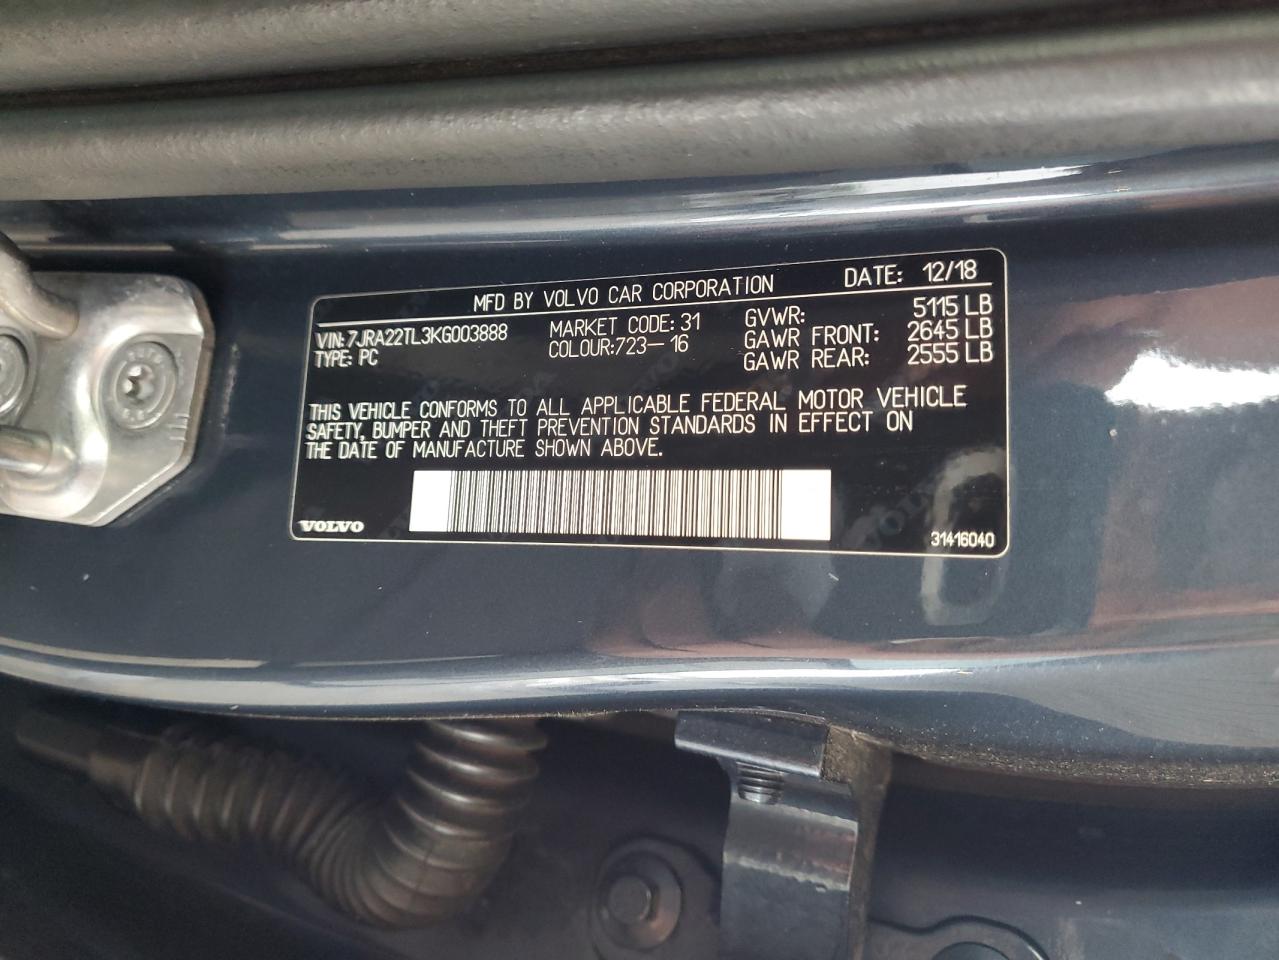 MFD BY VOLVO CAR CORPORATION DATE: 12/18
VIN:7JRA22TL3KG003888 MARKET CODE:31 GVWR: 5115 LB
TYPE: PC COLOUR:723-16 GAWR FRONT: 2645 LB
GAWR REAR: 2555 LB
THIS VEHICLE CONFORMS TO ALL APPLICABLE FEDERAL MOTOR VEHICLE
SAFETY, BUMPER AND THEFT PREVENTION STANDARDS IN EFFECT ON
THE DATE OF MANUFACTURE SHOWN ABOVE.
VOLVO 31416040